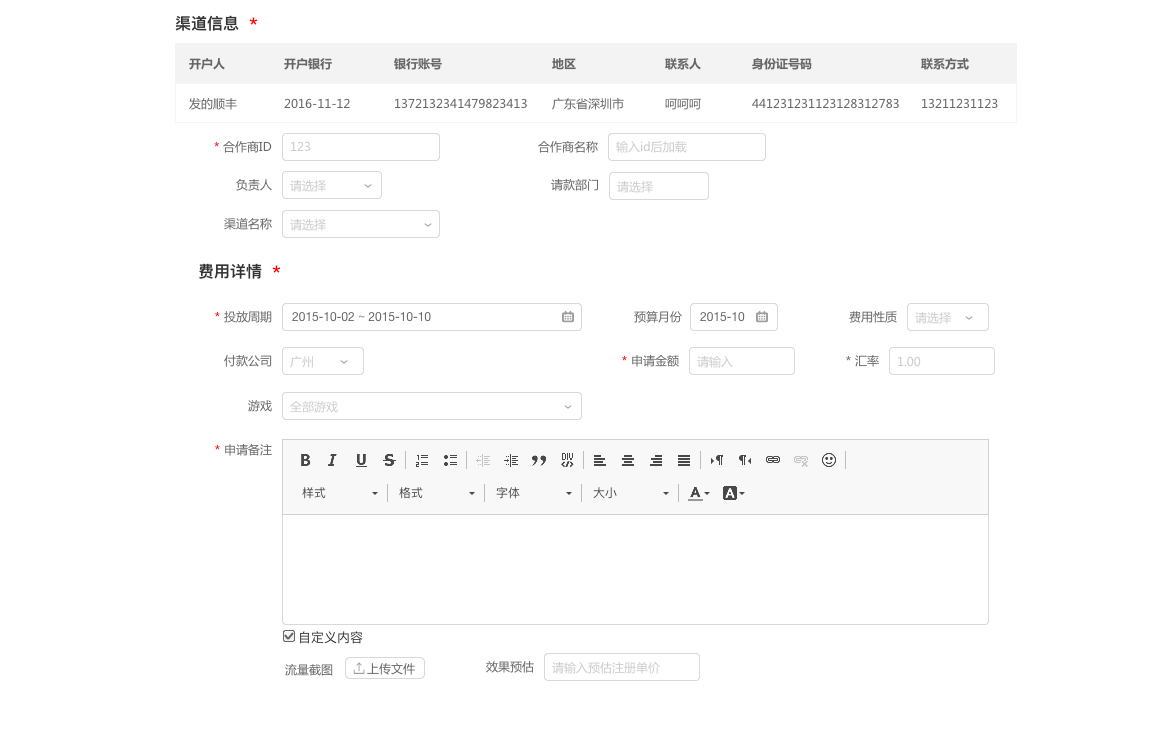 渠道信息 *
开户人 开户银行 银行账号 地区 联系人 身份证号码 联系方式
发的顺丰 2016-11-12 1372132341479823413 广东省深圳市 呵呵呵 441231231123128312783 13211231123
* 合作商ID 123 合作商名称 输入id后加载
负责人 请选择 请款部门 请选择
渠道名称 请选择
费用详情 *
* 投放周期 2015-10-02 ~ 2015-10-10 预算月份 2015-10 费用性质 请选择
付款公司 广州 * 申请金额 请输入 * 汇率 1.00
游戏 全部游戏
* 申请备注 B I U S DIV
样式 格式 字体 大小 A A
自定义内容
流量截图 上传文件 效果预估 请输入预估注册单价